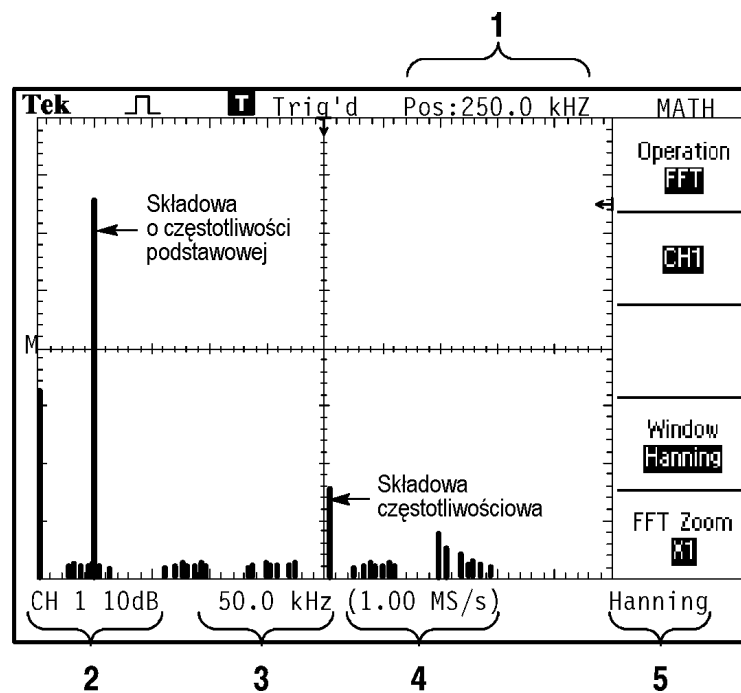 1
Tek T Trig'd Pos:250.0 kHZ MATH
Operation
FFT
CH1
Składowa
o częstotliwości
podstawowej
M
Window
Hanning
Składowa
częstotliwościowa
FFT Zoom
X1
CH 1 10dB 50.0 kHz (1.00 MS/s) Hanning
2 3 4 5